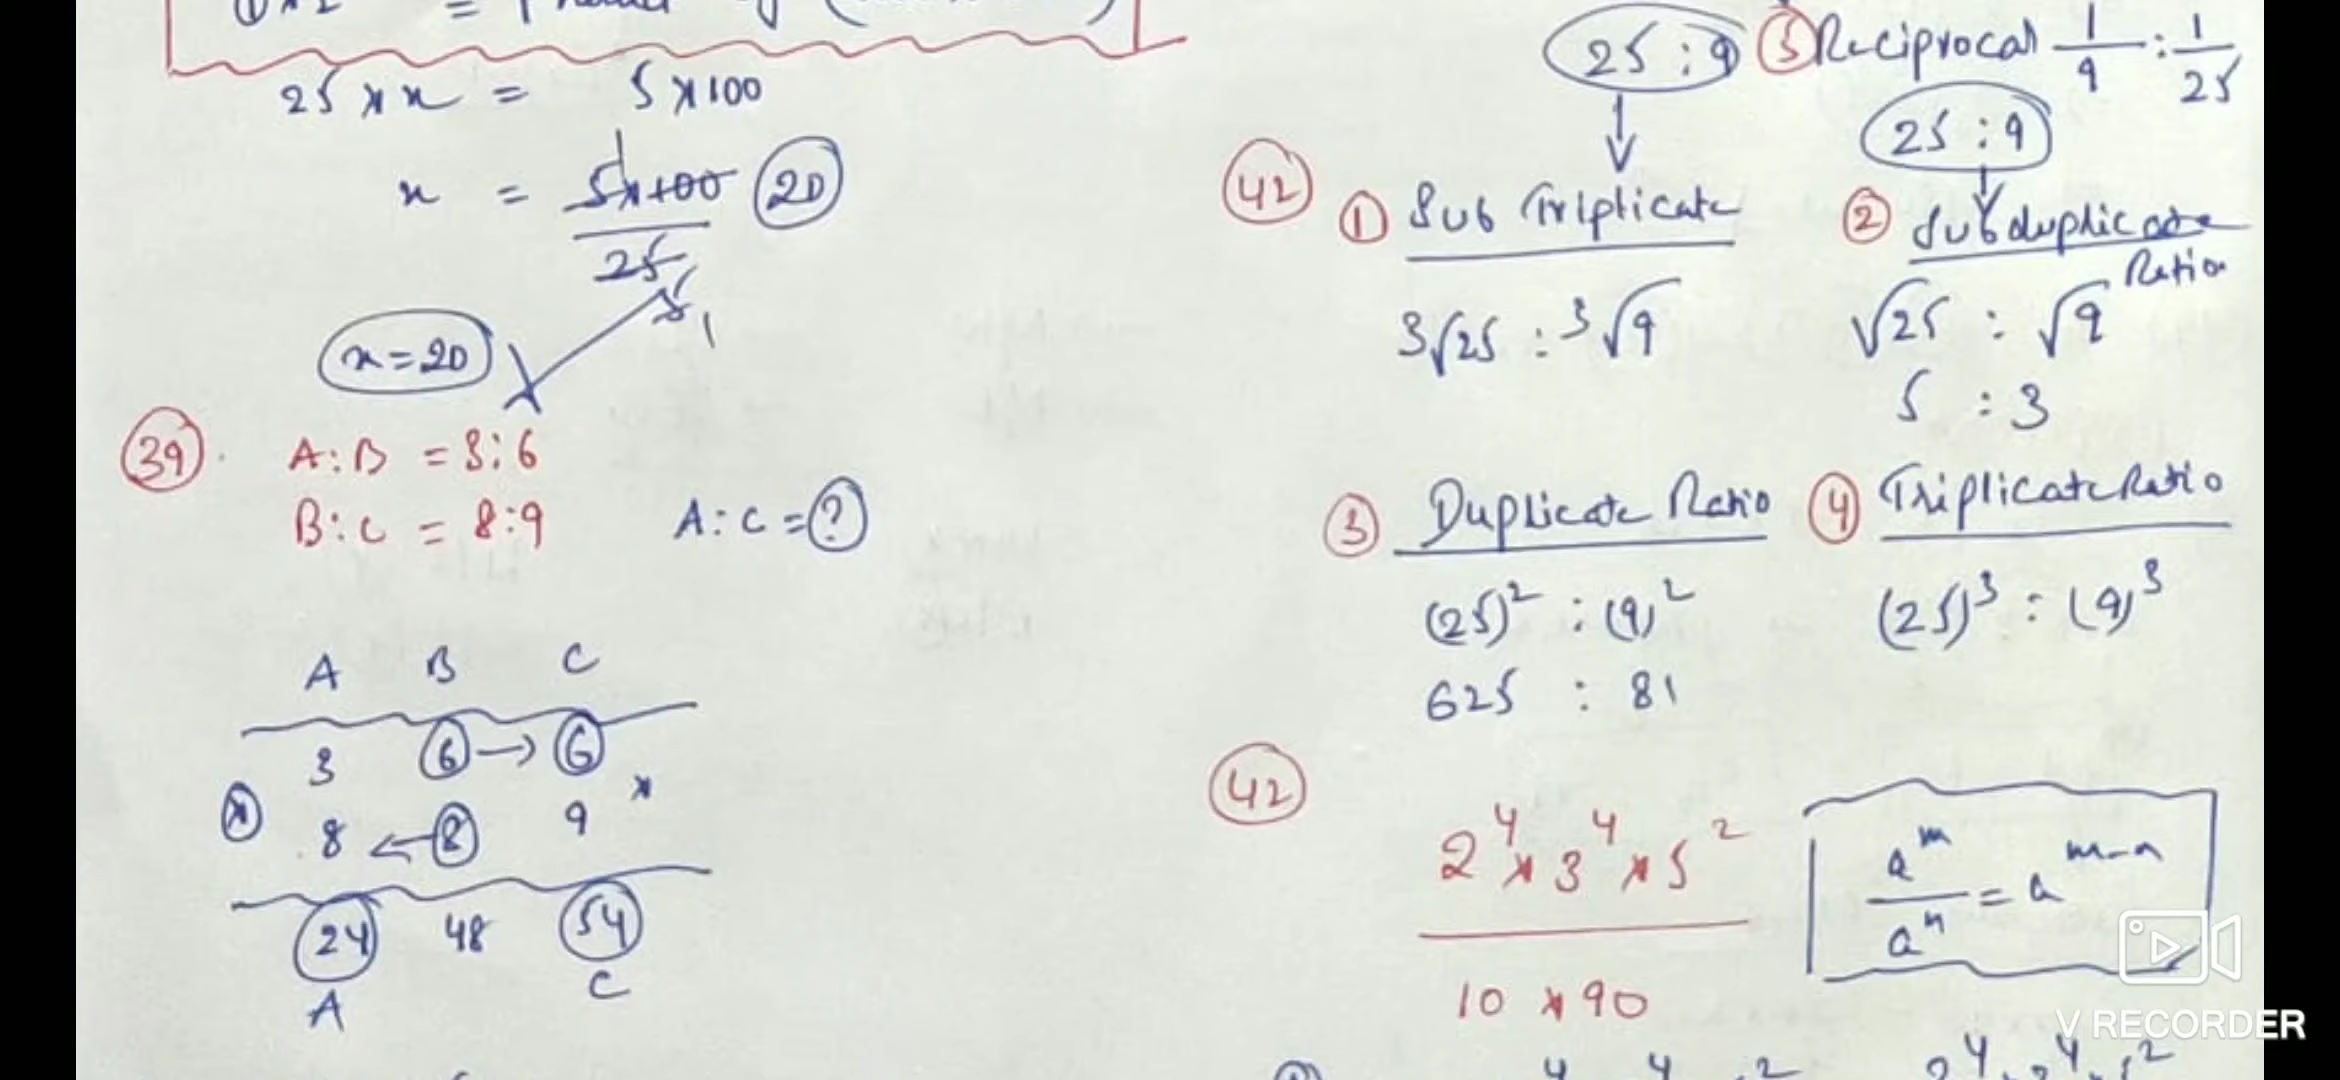 25 × x = 5 × 100
x = 5×100 / 25 20
5 1
x = 20
39. A : B = 3 : 6
B : C = 8 : 9 A : C = ?
A B C
3 6 → 6
× 8 ← 8 9 ×
24 48 54
A C
25 : 9 5 Reciprocal 1/9 : 1/25
25 : 9
42 1 Sub Triplicate 2 Subduplicate Ratio
3√25 : 3√9 √25 : √9
5 : 3
3 Duplicate Ratio 4 Triplicate Ratio
(25)² : (9)² (25)³ : (9)³
625 : 81
42 2⁴ × 3⁴ × 5² / 10 × 90 aᵐ / aⁿ = aᵐ⁻ⁿ
V RECORDER